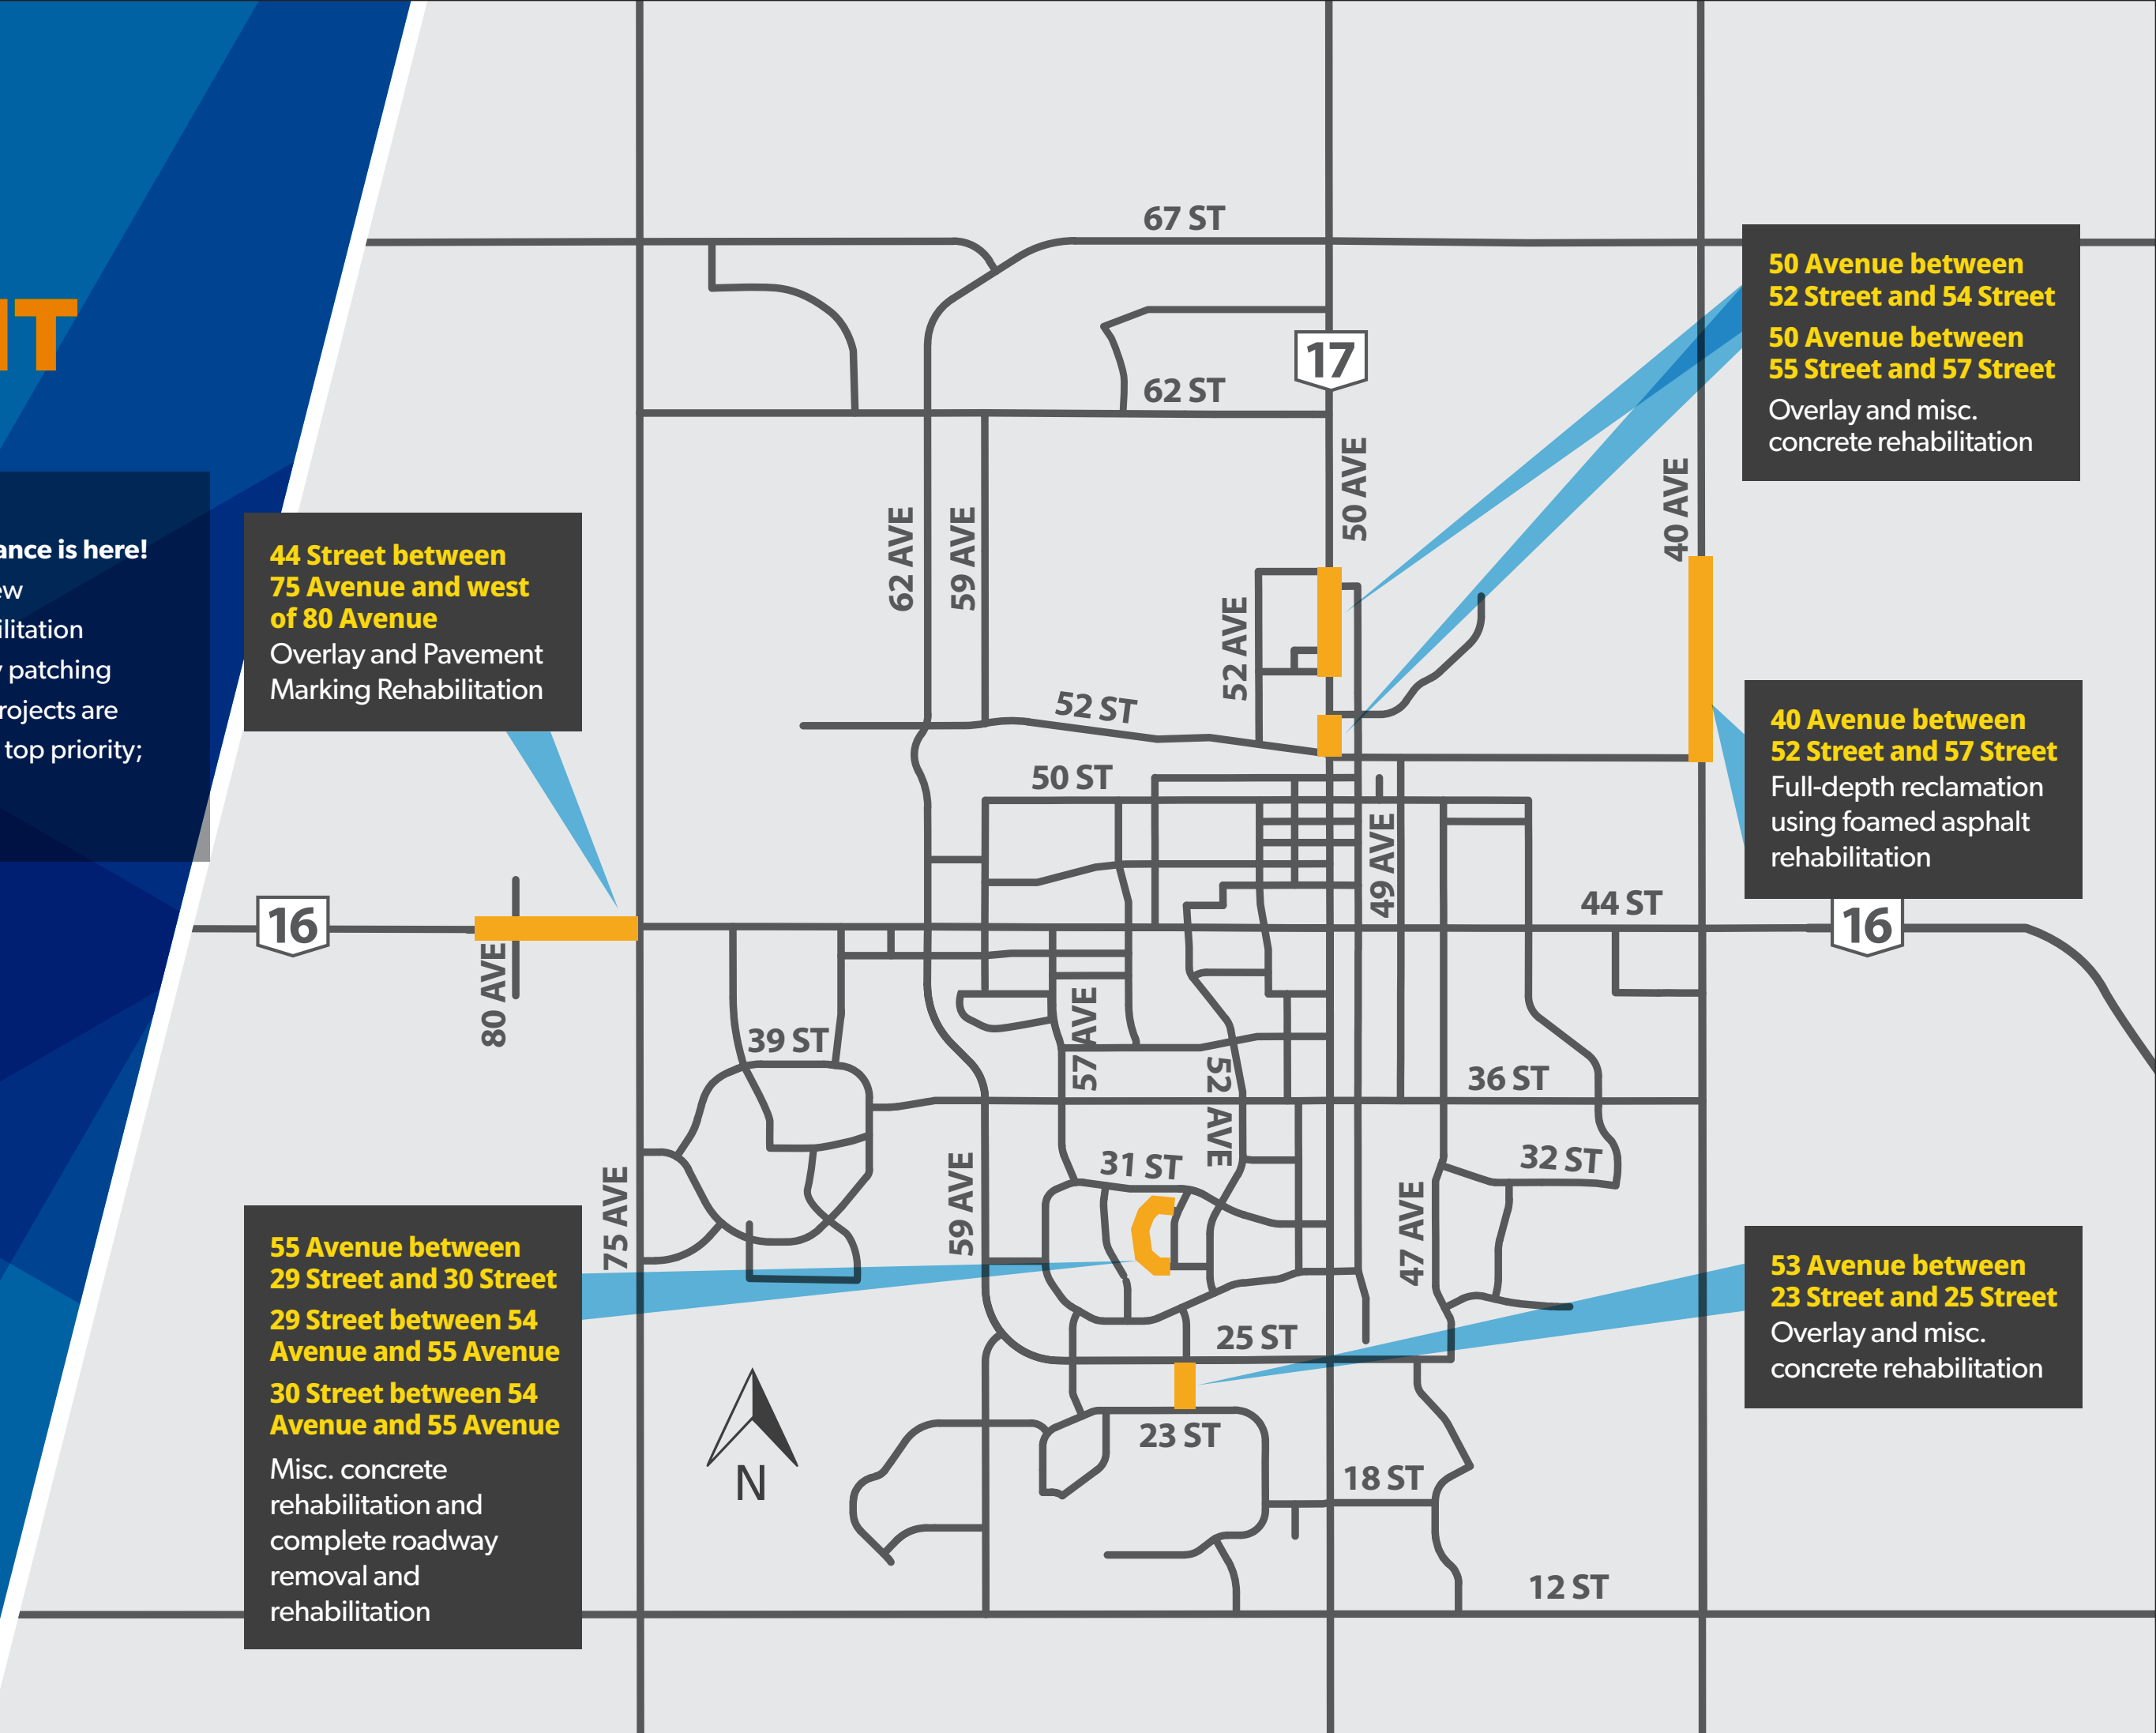 ance is here!
ew
ilitation
patching
rojects are
top priority;
67 ST
17
62 ST
50 AVE
40 AVE
62 AVE
59 AVE
52 AVE
50 Avenue between
52 Street and 54 Street
50 Avenue between
55 Street and 57 Street
Overlay and misc.
concrete rehabilitation
44 Street between
75 Avenue and west
of 80 Avenue
Overlay and Pavement
Marking Rehabilitation
52 ST
50 ST
49 AVE
40 Avenue between
52 Street and 57 Street
Full-depth reclamation
using foamed asphalt
rehabilitation
16
44 ST
16
80 AVE
39 ST
57 AVE
52 AVE
36 ST
75 AVE
59 AVE
31 ST
32 ST
47 AVE
55 Avenue between
29 Street and 30 Street
29 Street between 54
Avenue and 55 Avenue
30 Street between 54
Avenue and 55 Avenue
Misc. concrete
rehabilitation and
complete roadway
removal and
rehabilitation
53 Avenue between
23 Street and 25 Street
Overlay and misc.
concrete rehabilitation
25 ST
N
23 ST
18 ST
12 ST